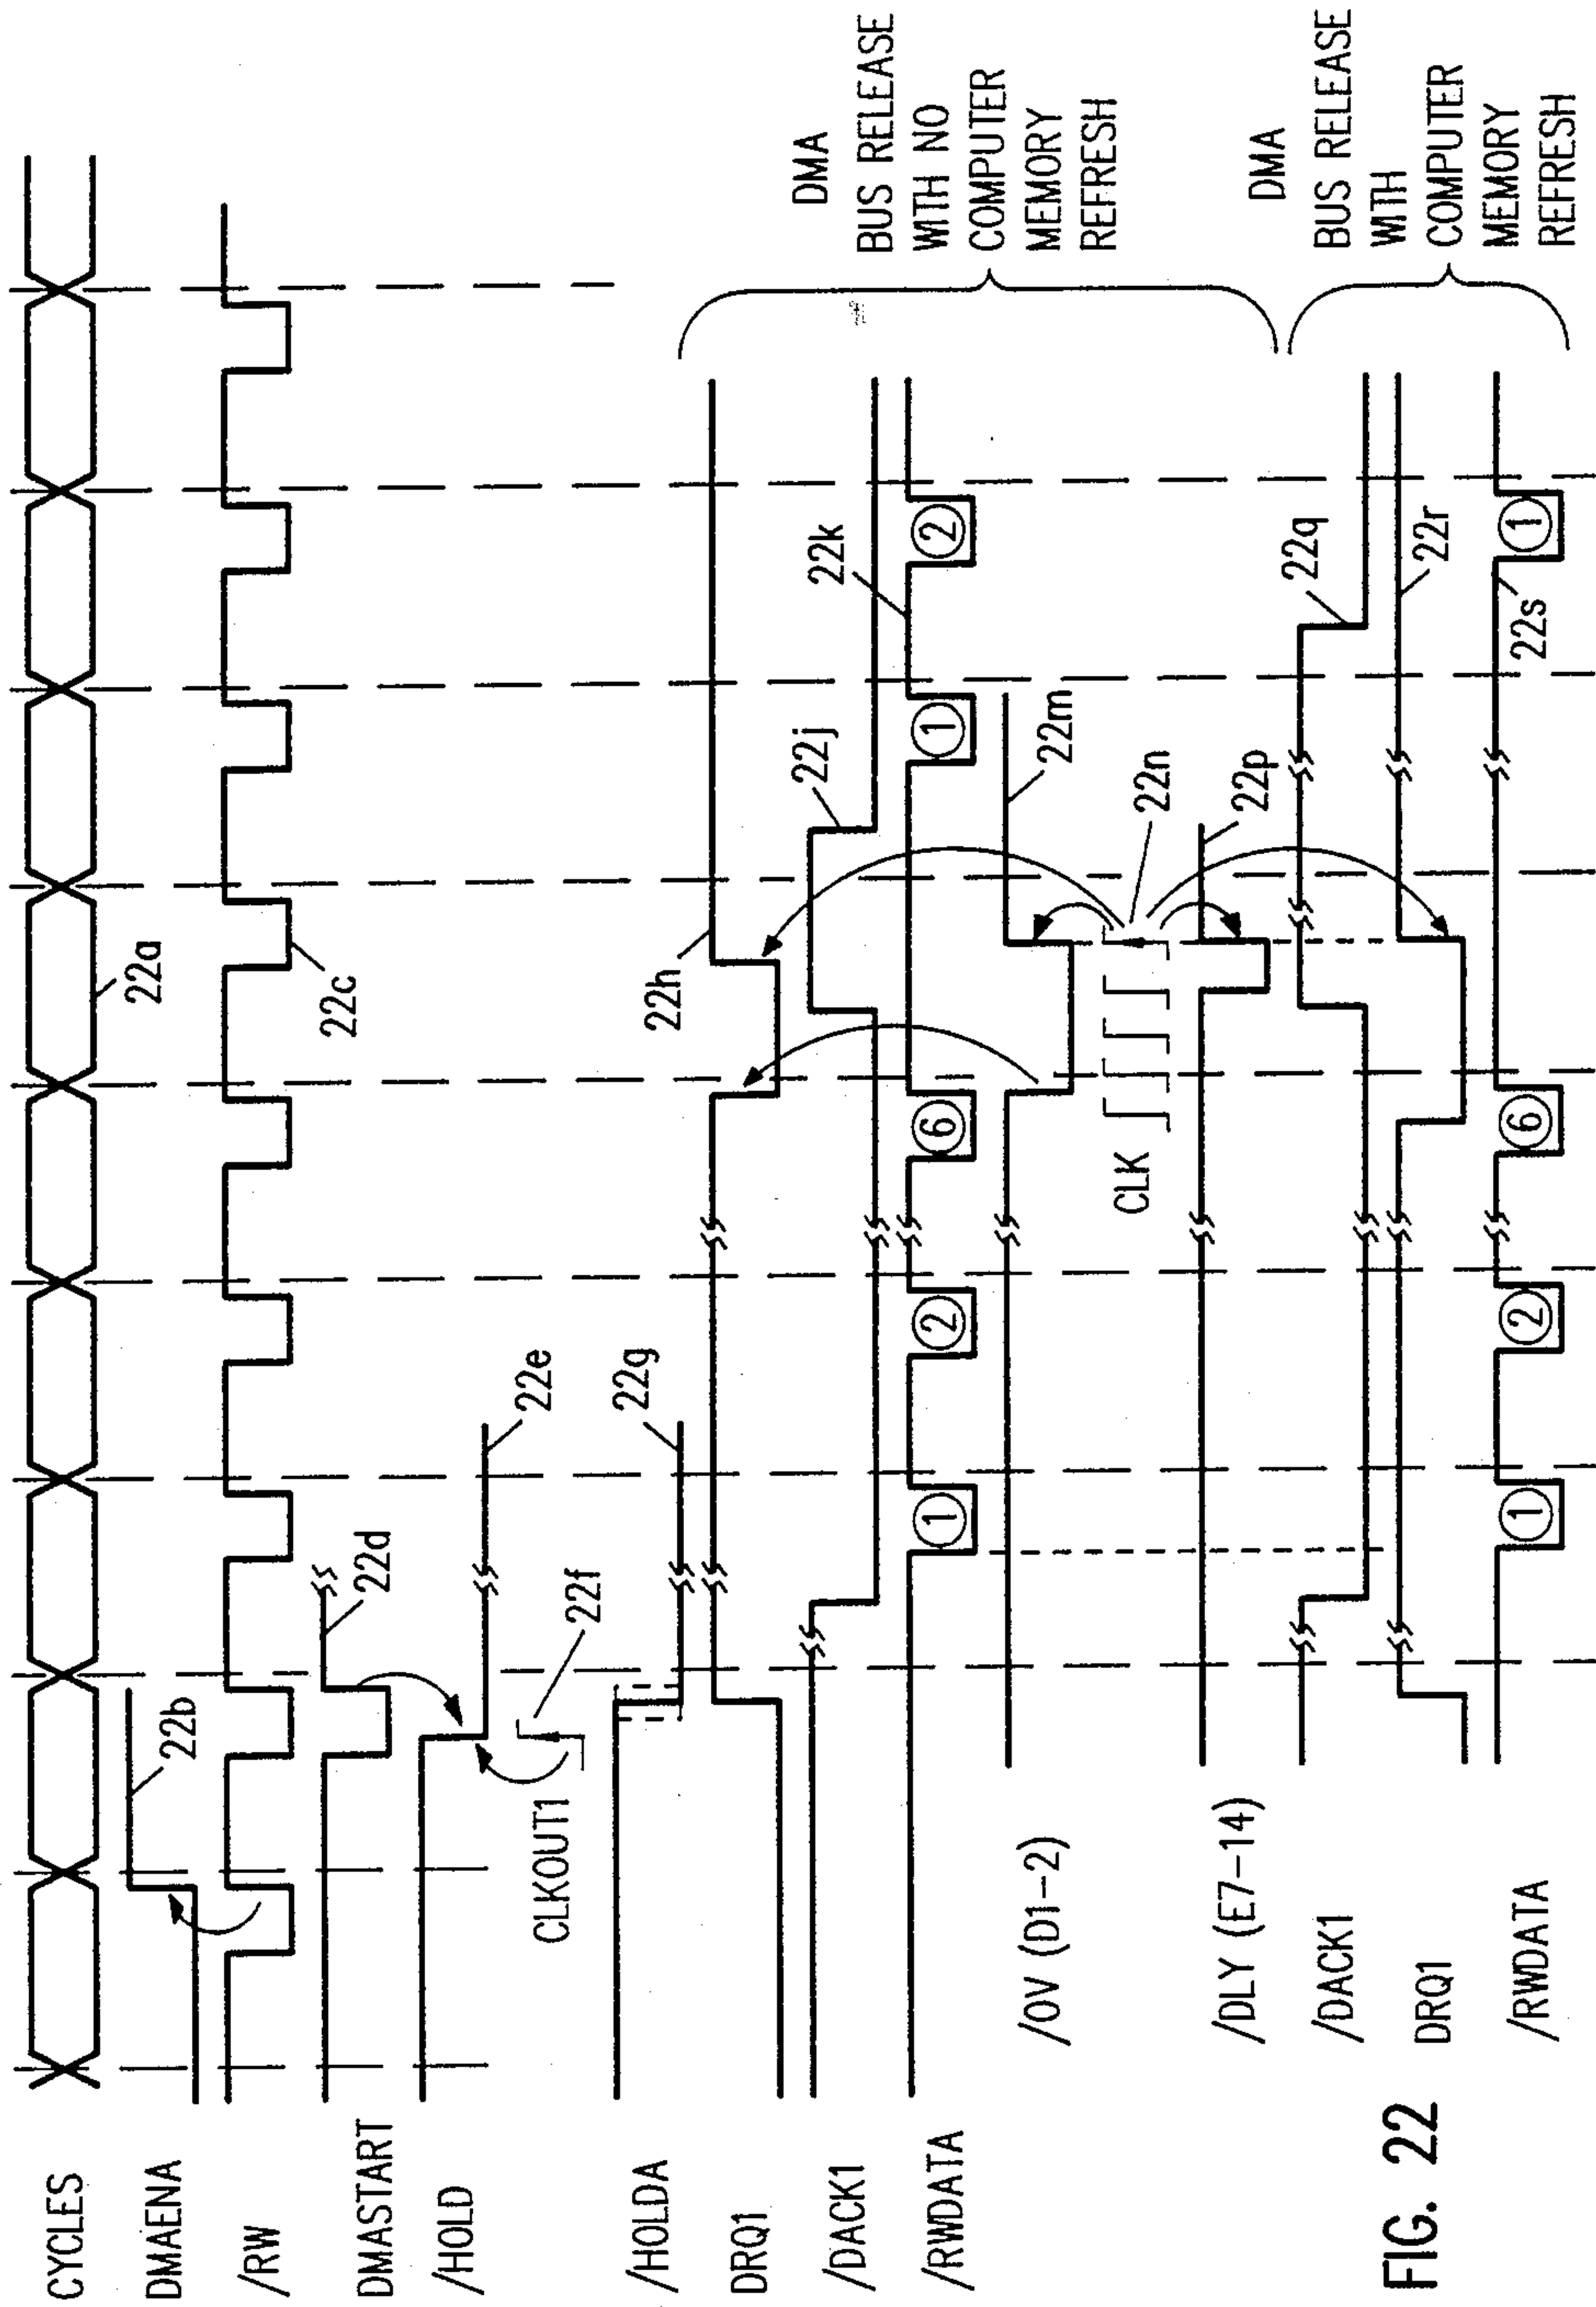 CYCLES
22a
DMAENA
22b
/RW
22c
DMASTART
22d
/HOLD
22e
CLKOUT1
22f
/HOLDA
22g
DRQ1
22h
/DACK1
22j
/RWDATA
1
2
6
1
2
22k
DMA
BUS RELEASE
WITH NO
COMPUTER
MEMORY
REFRESH
/OV (D1-2)
22m
CLK
22n
/DLY (E7-14)
22p
/DACK1
22q
DRQ1
22r
/RWDATA
1
2
6
22s
1
DMA
BUS RELEASE
WITH
COMPUTER
MEMORY
REFRESH
FIG. 22